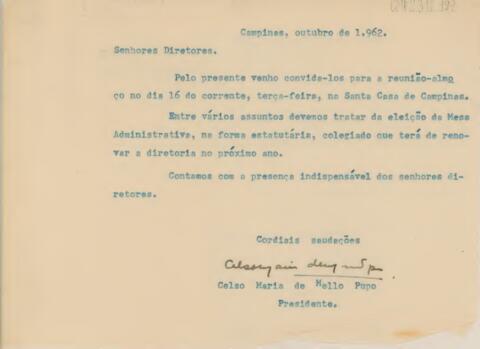 Campinas, outubro de 1.962.
Senhores Diretores.
Pelo presente venho convida-los para a reunião-almo
ço no dia 16 do corrente, terça-feira, na Santa Casa de Campinas.
Entre vários assuntos devemos tratar da eleição da Mesa
Administrativa, na forma estatutária, colegiado que terá de reno-
var a diretoria no próximo ano.
Contamos com a presença indispensável dos senhores di-
retores.
Cordiais saudações
Celso Maria de Mello Pupo
Presidente.